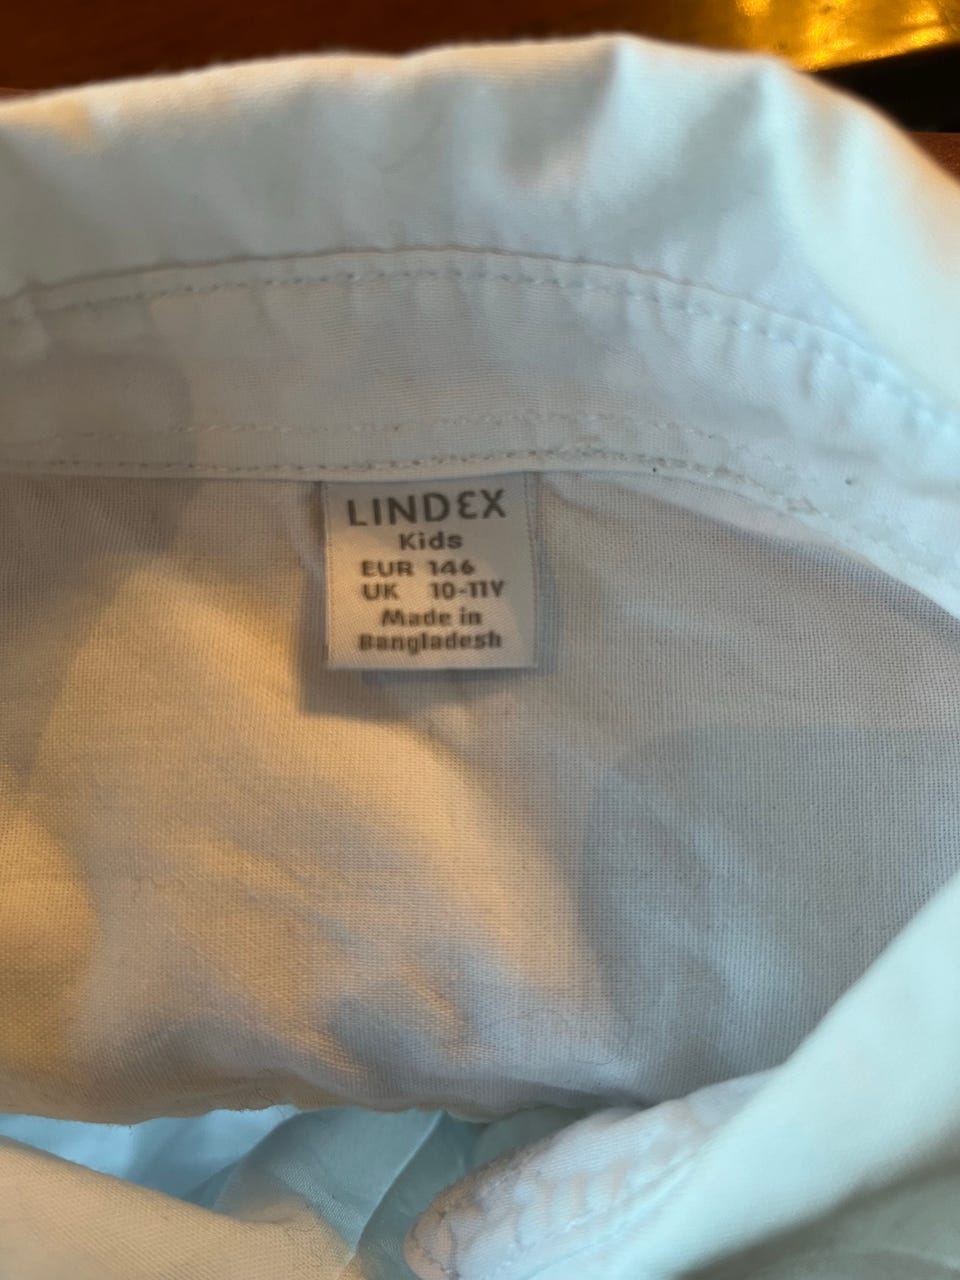 LINDEX
Kids
EUR 146
UK 10-11Y
Made in
Bangladesh